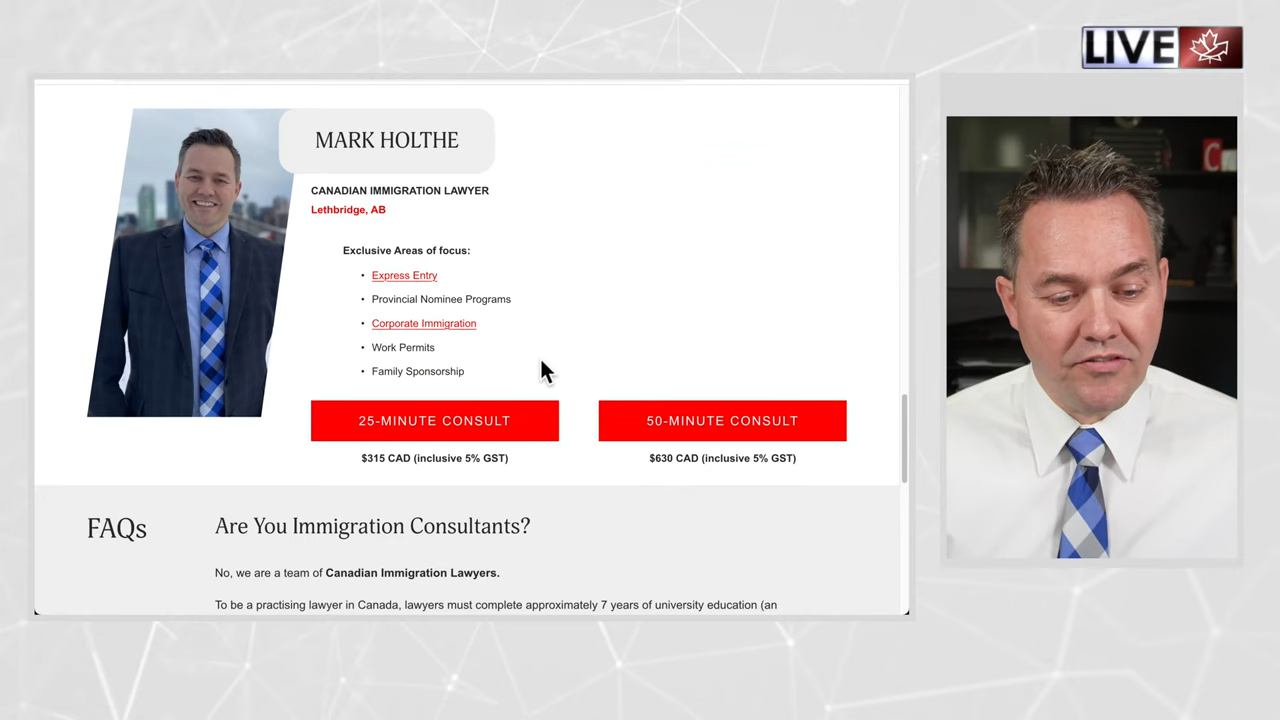 LIVE
MARK HOLTHE
CANADIAN IMMIGRATION LAWYER
Lethbridge, AB
Exclusive Areas of focus:
• Express Entry
• Provincial Nominee Programs
• Corporate Immigration
• Work Permits
• Family Sponsorship
25-MINUTE CONSULT
50-MINUTE CONSULT
$315 CAD (inclusive 5% GST)
$630 CAD (inclusive 5% GST)
FAQs
Are You Immigration Consultants?
No, we are a team of Canadian Immigration Lawyers.
To be a practising lawyer in Canada, lawyers must complete approximately 7 years of university education (an